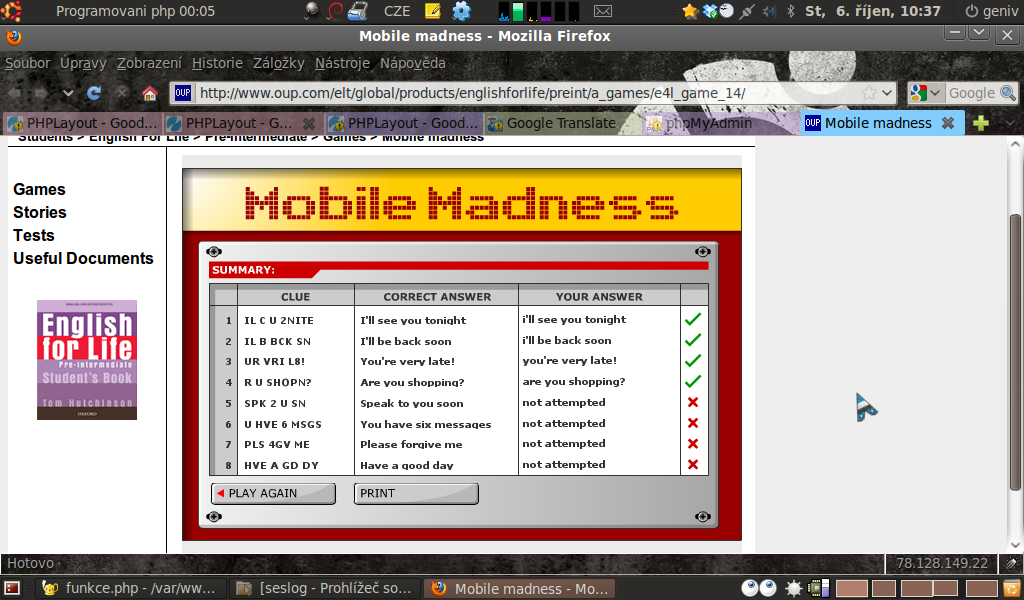 Programovani php 00:05 CZE St, 6. říjen, 10:37 geniv
Mobile madness - Mozilla Firefox
Soubor Úpravy Zobrazení Historie Záložky Nástroje Nápověda
OUP http://www.oup.com/elt/global/products/englishforlife/preint/a_games/e4l_game_14/ Google
PHPLayout - Good... PHPLayout - G... PHPLayout - Good... Google Translate phpMyAdmin OUP Mobile madness
Students > English For Life > Pre-intermediate > Games > Mobile madness
Games
Stories
Tests
Useful Documents
English
for Life
Pre-intermediate
Student's Book
Tom Hutchinson
OXFORD
Mobile Madness
SUMMARY:
CLUE CORRECT ANSWER YOUR ANSWER
1 IL C U 2NITE I'll see you tonight i'll see you tonight
2 IL B BCK SN I'll be back soon i'll be back soon
3 UR VRI L8! You're very late! you're very late!
4 R U SHOPN? Are you shopping? are you shopping?
5 SPK 2 U SN Speak to you soon not attempted
6 U HVE 6 MSGS You have six messages not attempted
7 PLS 4GV ME Please forgive me not attempted
8 HVE A GD DY Have a good day not attempted
PLAY AGAIN PRINT
Hotovo 78.128.149.22
funkce.php - /var/ww... [seslog - Prohlížeč so... Mobile madness - Mo...